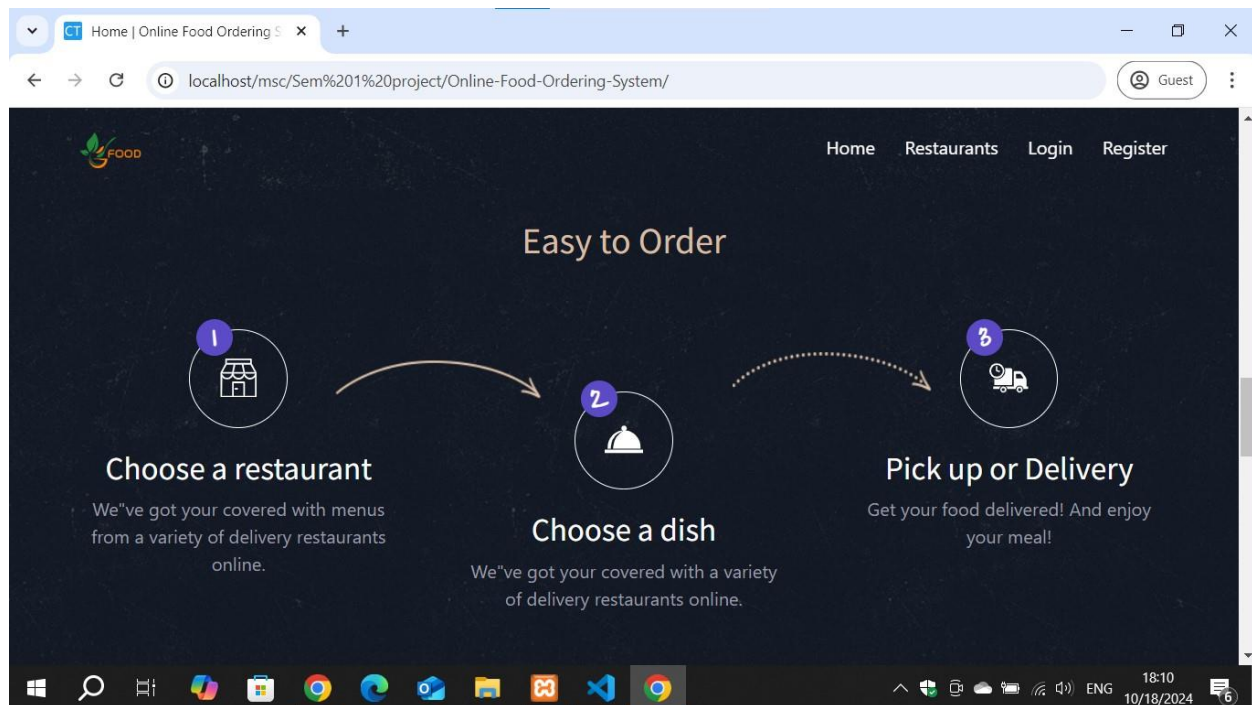 CT Home | Online Food Ordering S
localhost/msc/Sem%201%20project/Online-Food-Ordering-System/
Guest
FOOD
Home Restaurants Login Register
Easy to Order
1
2
3
Choose a restaurant
We"ve got your covered with menus
from a variety of delivery restaurants
online.
Choose a dish
We"ve got your covered with a variety
of delivery restaurants online.
Pick up or Delivery
Get your food delivered! And enjoy
your meal!
ENG
18:10
10/18/2024
6